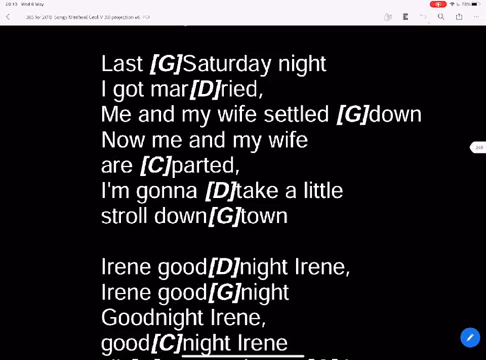 Last [G]Saturday night
I got mar[D]ried,
Me and my wife settled [G]down
Now me and my wife
are [C]parted,
I'm gonna [D]take a little
stroll down[G]town
Irene good[D]night Irene,
Irene good[G]night
Goodnight Irene,
good[C]night Irene